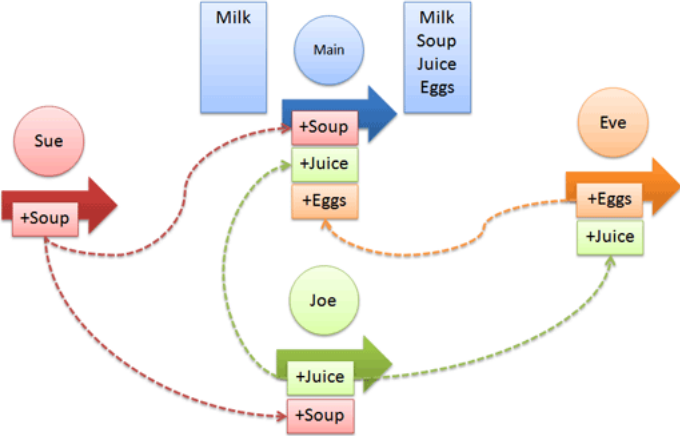 Milk
Main
Milk
Soup
Juice
Eggs
Sue
+Soup
+Soup
+Juice
+Eggs
Eve
+Eggs
+Juice
Joe
+Juice
+Soup